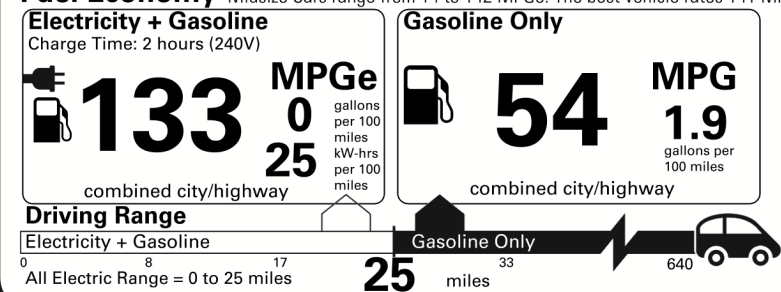 Electricity + Gasoline
Charge Time: 2 hours (240V)
133
MPGe
0
gallons
per 100
miles
25
kW-hrs
per 100
miles
combined city/highway
Gasoline Only
54
MPG
1.9
gallons per
100 miles
combined city/highway
Driving Range
Electricity + Gasoline
Gasoline Only
0 8 17 25 miles 33 640
All Electric Range = 0 to 25 miles